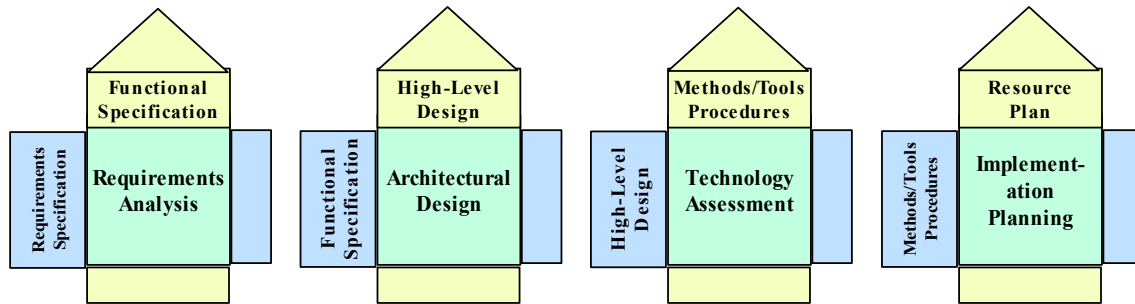 Functional
Specification
Requirements
Specification
Requirements
Analysis
High-Level
Design
Functional
Specification
Architectural
Design
Methods/Tools
Procedures
High-Level
Design
Technology
Assessment
Resource
Plan
Methods/Tools
Procedures
Implement-
ation
Planning